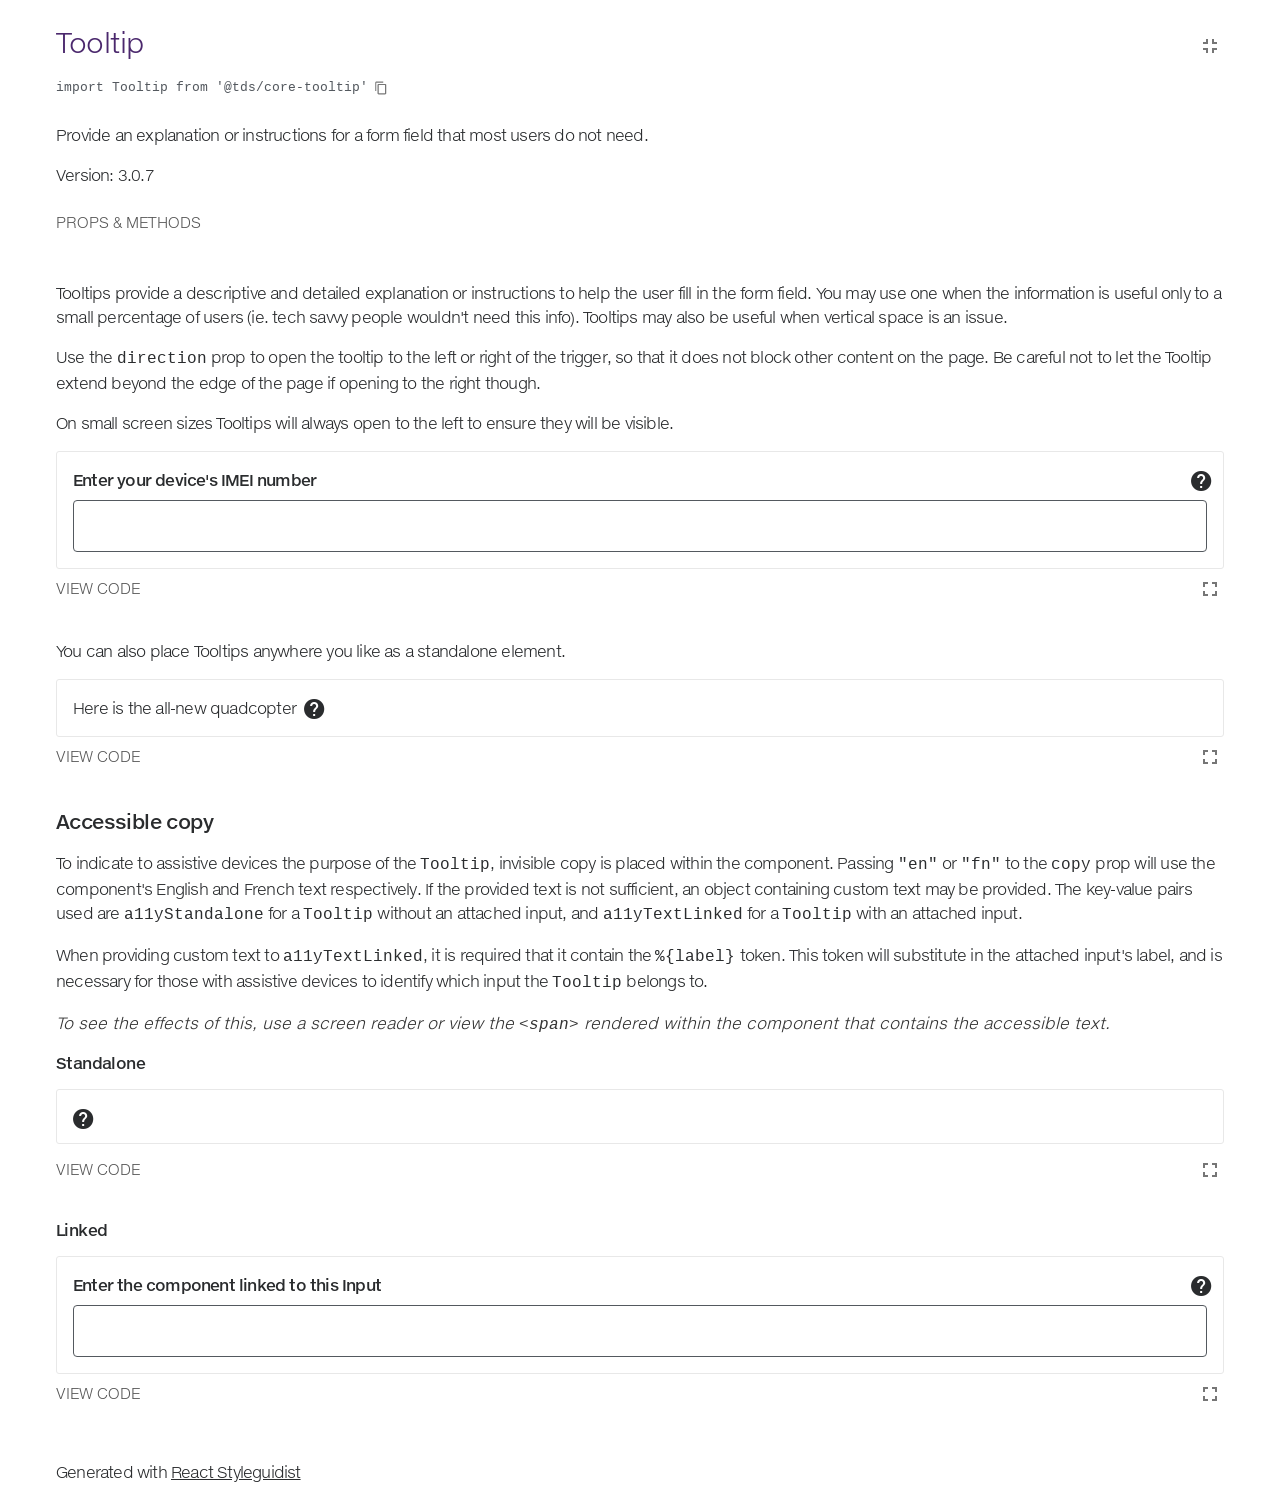 Tooltip
import Tooltip from '@tds/core-tooltip'
Provide an explanation or instructions for a form field that most users do not need.
Version: 3.0.7
PROPS & METHODS
Tooltips provide a descriptive and detailed explanation or instructions to help the user fill in the form field. You may use one when the information is useful only to a
small percentage of users (ie. tech savvy people wouldn't need this info). Tooltips may also be useful when vertical space is an issue.
Use the direction prop to open the tooltip to the left or right of the trigger, so that it does not block other content on the page. Be careful not to let the Tooltip
extend beyond the edge of the page if opening to the right though.
On small screen sizes Tooltips will always open to the left to ensure they will be visible.
Enter your device's IMEI number
VIEW CODE
You can also place Tooltips anywhere you like as a standalone element.
Here is the all-new quadcopter
VIEW CODE
Accessible copy
To indicate to assistive devices the purpose of the Tooltip, invisible copy is placed within the component. Passing "en" or "fn" to the copy prop will use the
component's English and French text respectively. If the provided text is not sufficient, an object containing custom text may be provided. The key-value pairs
used are a11yStandalone for a Tooltip without an attached input, and a11yTextLinked for a Tooltip with an attached input.
When providing custom text to a11yTextLinked, it is required that it contain the %{label} token. This token will substitute in the attached input's label, and is
necessary for those with assistive devices to identify which input the Tooltip belongs to.
To see the effects of this, use a screen reader or view the <span> rendered within the component that contains the accessible text.
Standalone
VIEW CODE
Linked
Enter the component linked to this Input
VIEW CODE
Generated with React Styleguidist